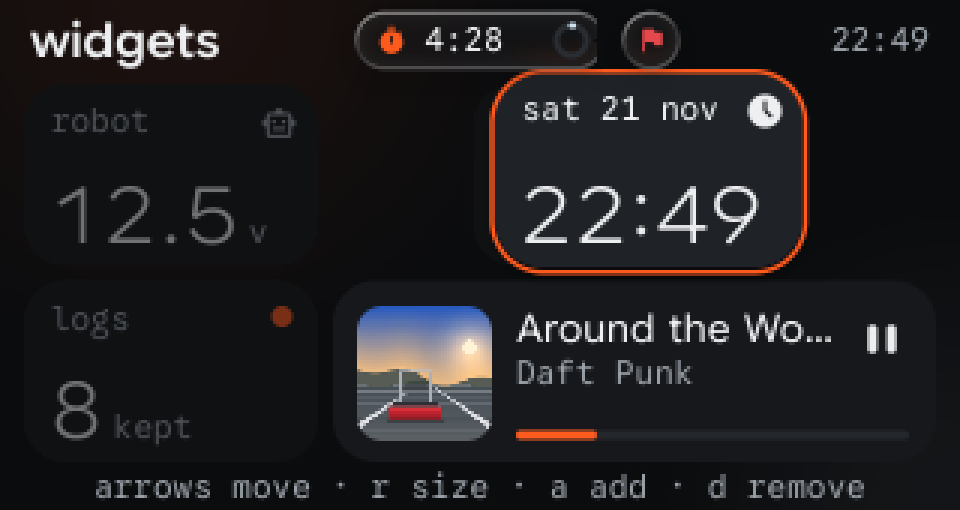 widgets
4:28
22:49
robot
12.5 v
sat 21 nov
22:49
logs
8 kept
Around the Wo...
Daft Punk
arrows move · r size · a add · d remove